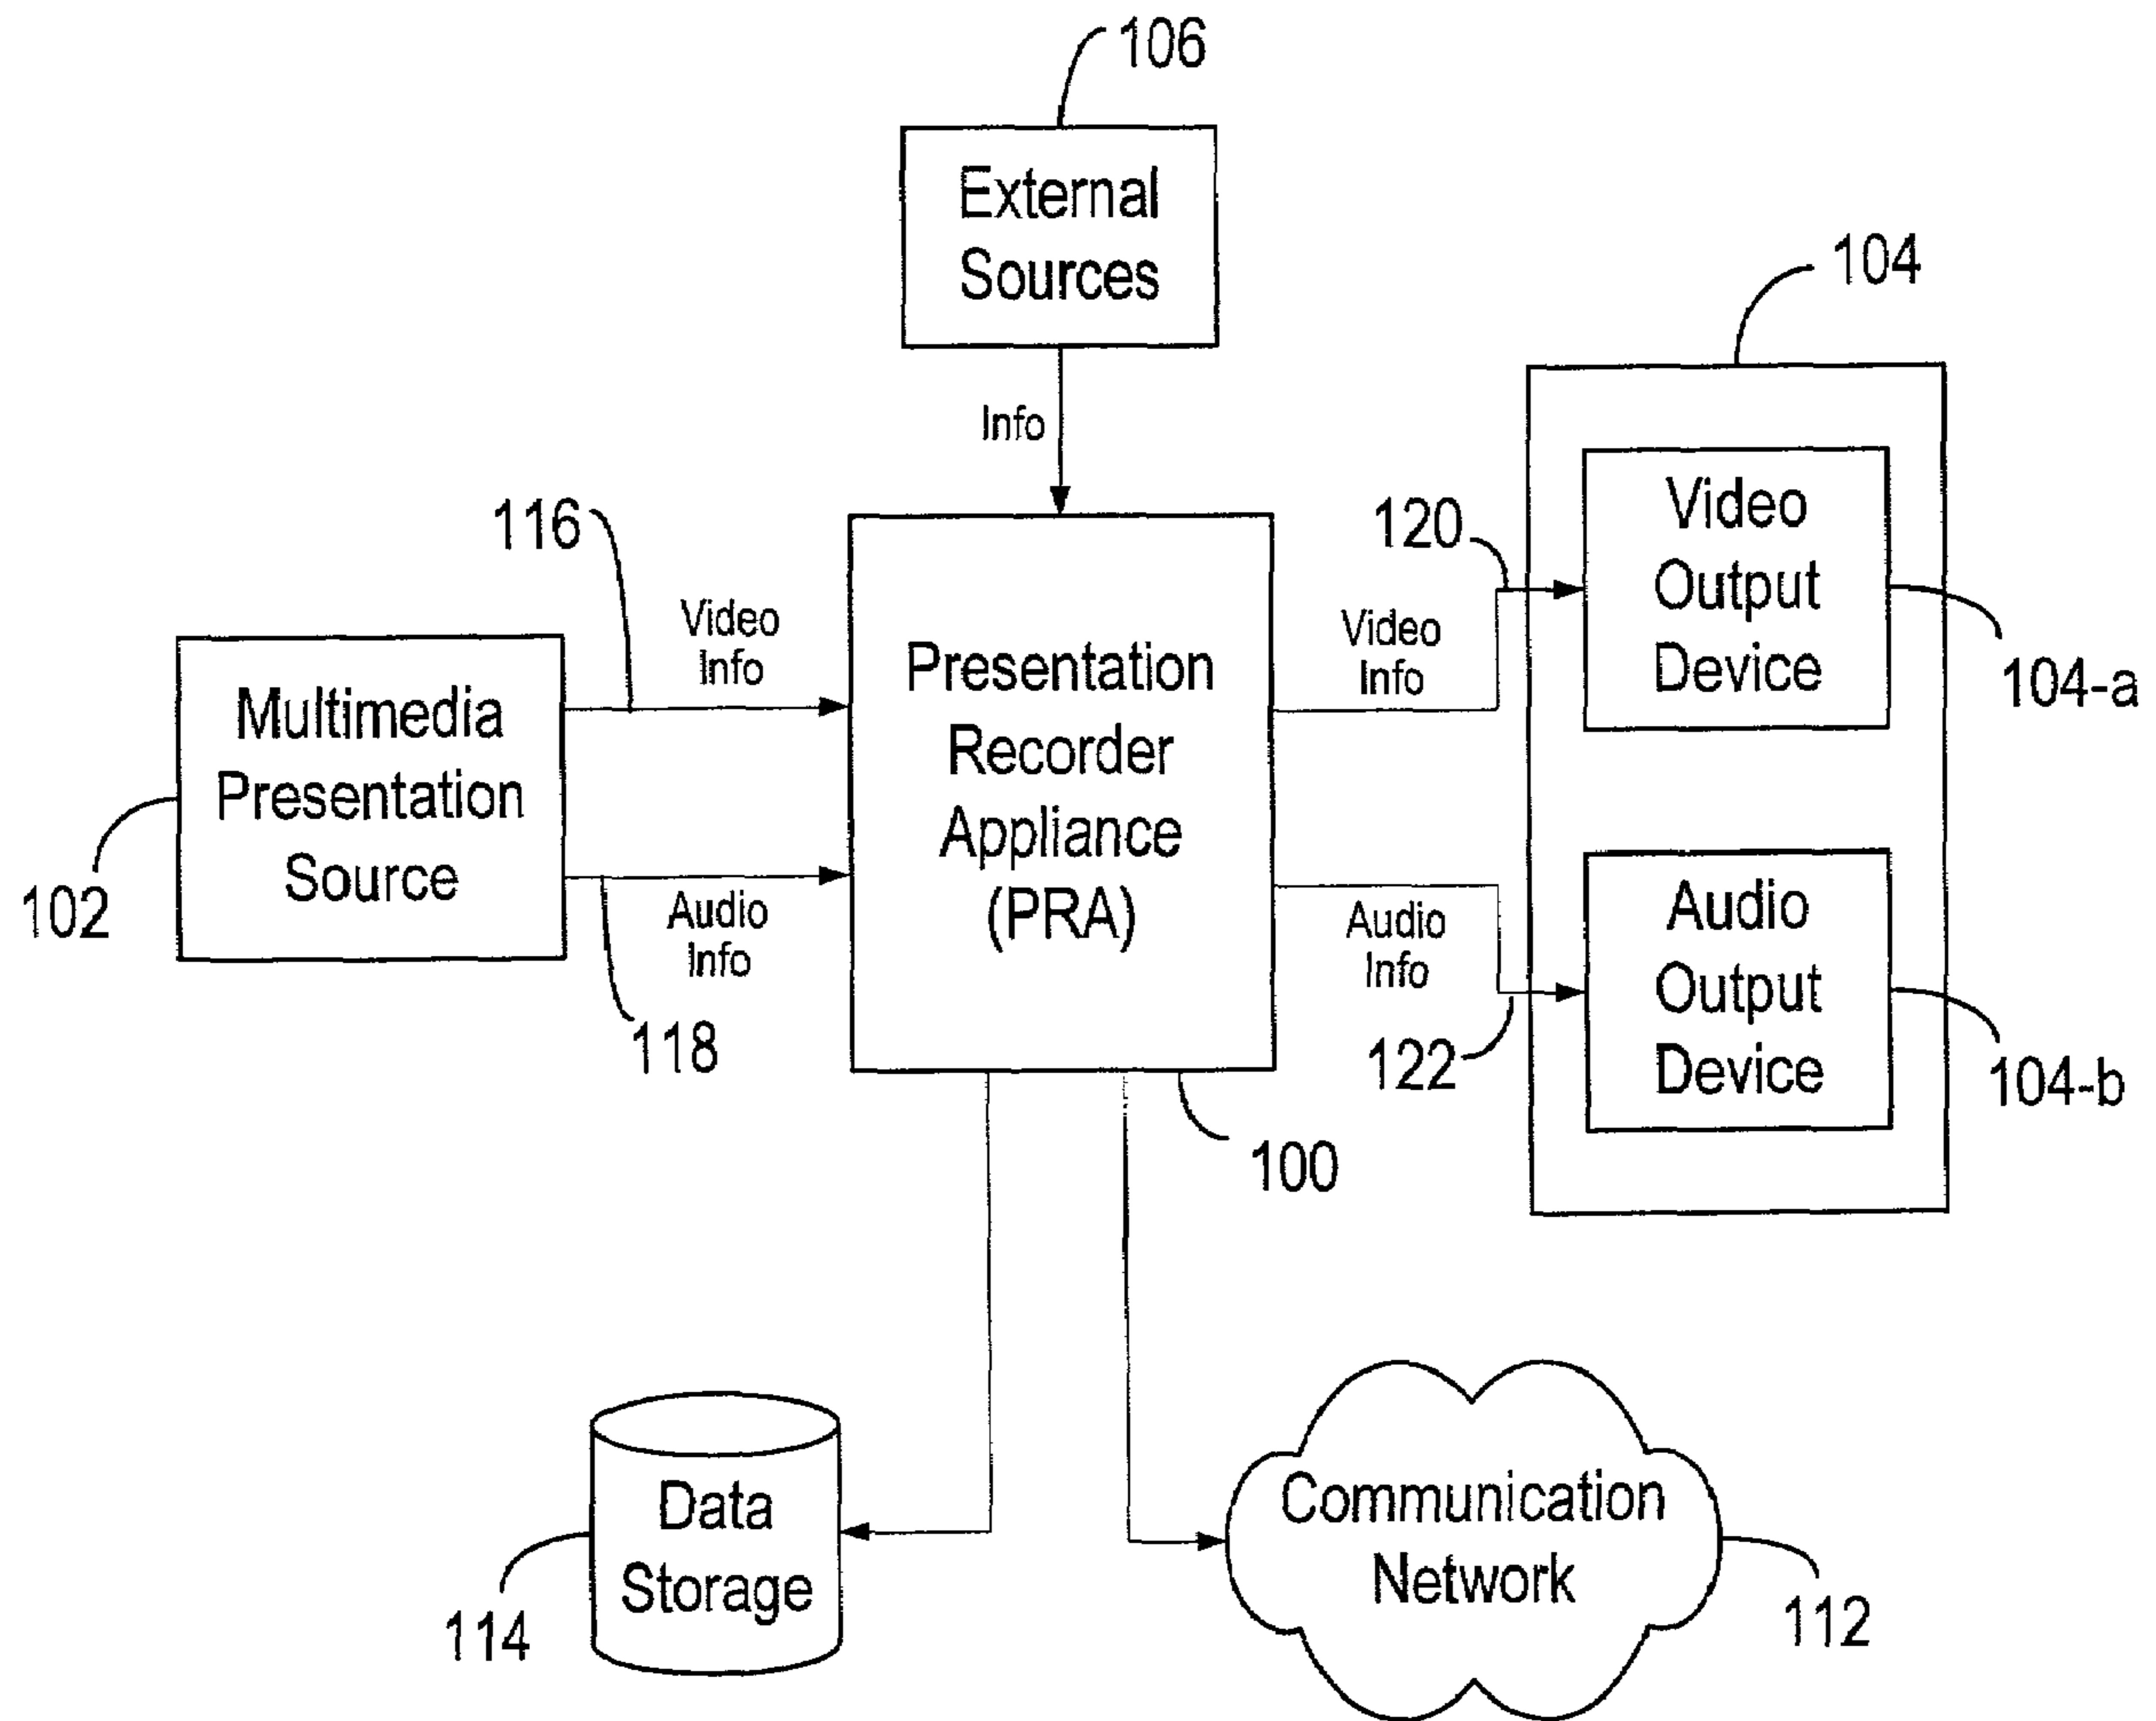 106
External
Sources
Info
104
116
Video
Info
Multimedia
Presentation
Source
102
Audio
Info
118
Presentation
Recorder
Appliance
(PRA)
100
120
Video
Info
Video
Output
Device
104-a
Audio
Info
122
Audio
Output
Device
104-b
Data
Storage
114
Communication
Network
112